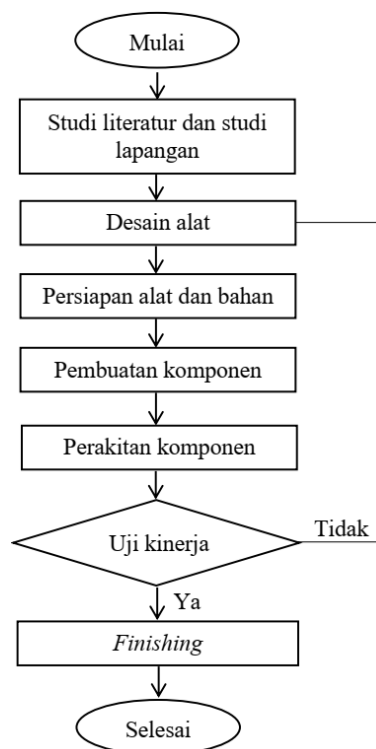 Mulai
Studi literatur dan studi
lapangan
Desain alat
Persiapan alat dan bahan
Pembuatan komponen
Perakitan komponen
Uji kinerja
Tidak
Ya
Finishing
Selesai